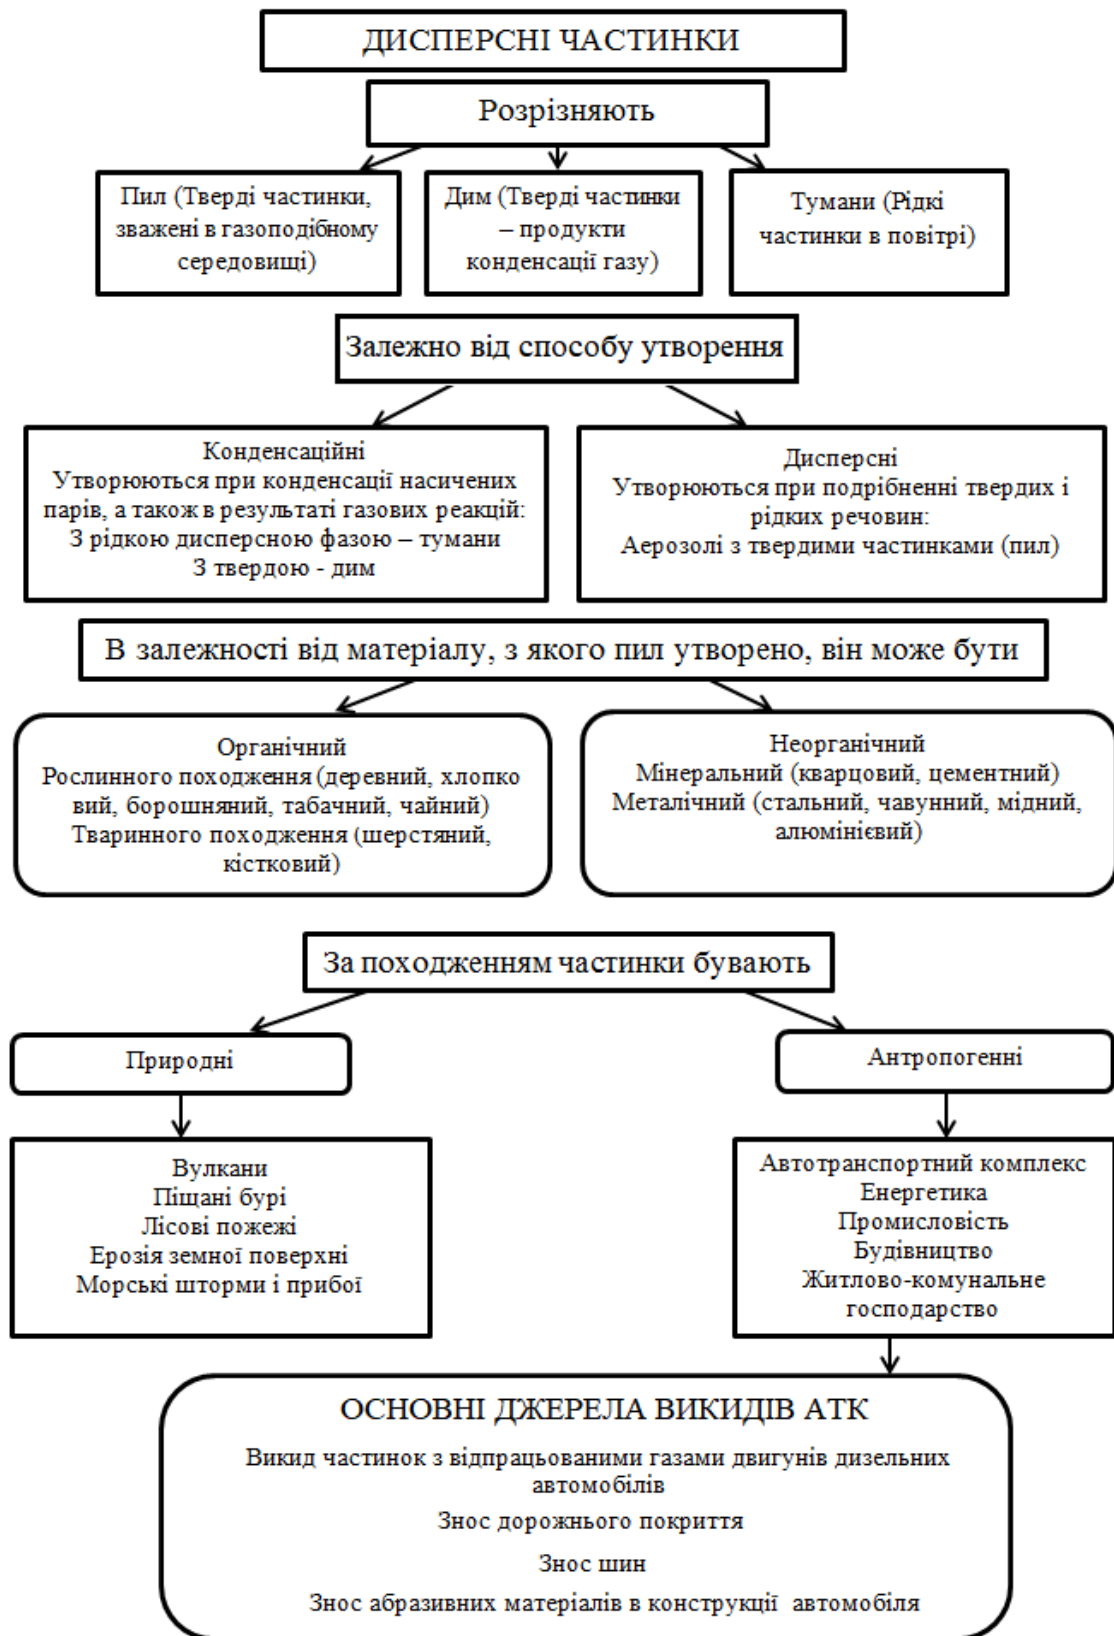 ДИСПЕРСНІ ЧАСТИНКИ
Розрізняють
Пил (Тверді частинки,
зважені в газоподібному
середовищі)
Дим (Тверді частинки
– продукти
конденсації газу)
Тумани (Рідкі
частинки в повітрі)
Залежно від способу утворення
Конденсаційні
Утворюються при конденсації насичених
парів, а також в результаті газових реакцій:
З рідкою дисперсною фазою – тумани
З твердою - дим
Дисперсні
Утворюються при подрібненні твердих і
рідких речовин:
Аерозолі з твердими частинками (пил)
В залежності від матеріалу, з якого пил утворено, він може бути
Органічний
Рослинного походження (деревний, хлопко
вий, борошняний, табачний, чайний)
Тваринного походження (шерстяний,
кістковий)
Неорганічний
Мінеральний (кварцовий, цементний)
Металічний (стальний, чавунний, мідний,
алюмінієвий)
За походженням частинки бувають
Природні
Антропогенні
Вулкани
Піщані бурі
Лісові пожежі
Ерозія земної поверхні
Морські шторми і прибої
Автотранспортний комплекс
Енергетика
Промисловість
Будівництво
Житлово-комунальне
господарство
ОСНОВНІ ДЖЕРЕЛА ВИКИДІВ АТК
Викид частинок з відпрацьованими газами двигунів дизельних
автомобілів
Знос дорожнього покриття
Знос шин
Знос абразивних матеріалів в конструкції автомобіля